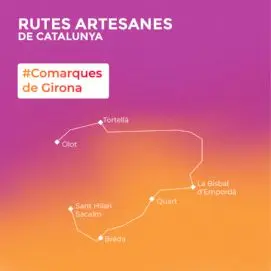 RUTES ARTESANES
DE CATALUNYA
#Comarques
de Girona
Tortellà
Olot
La Bisbal
d'Empordà
Quart
Sant Hilari
Sacalm
Breda